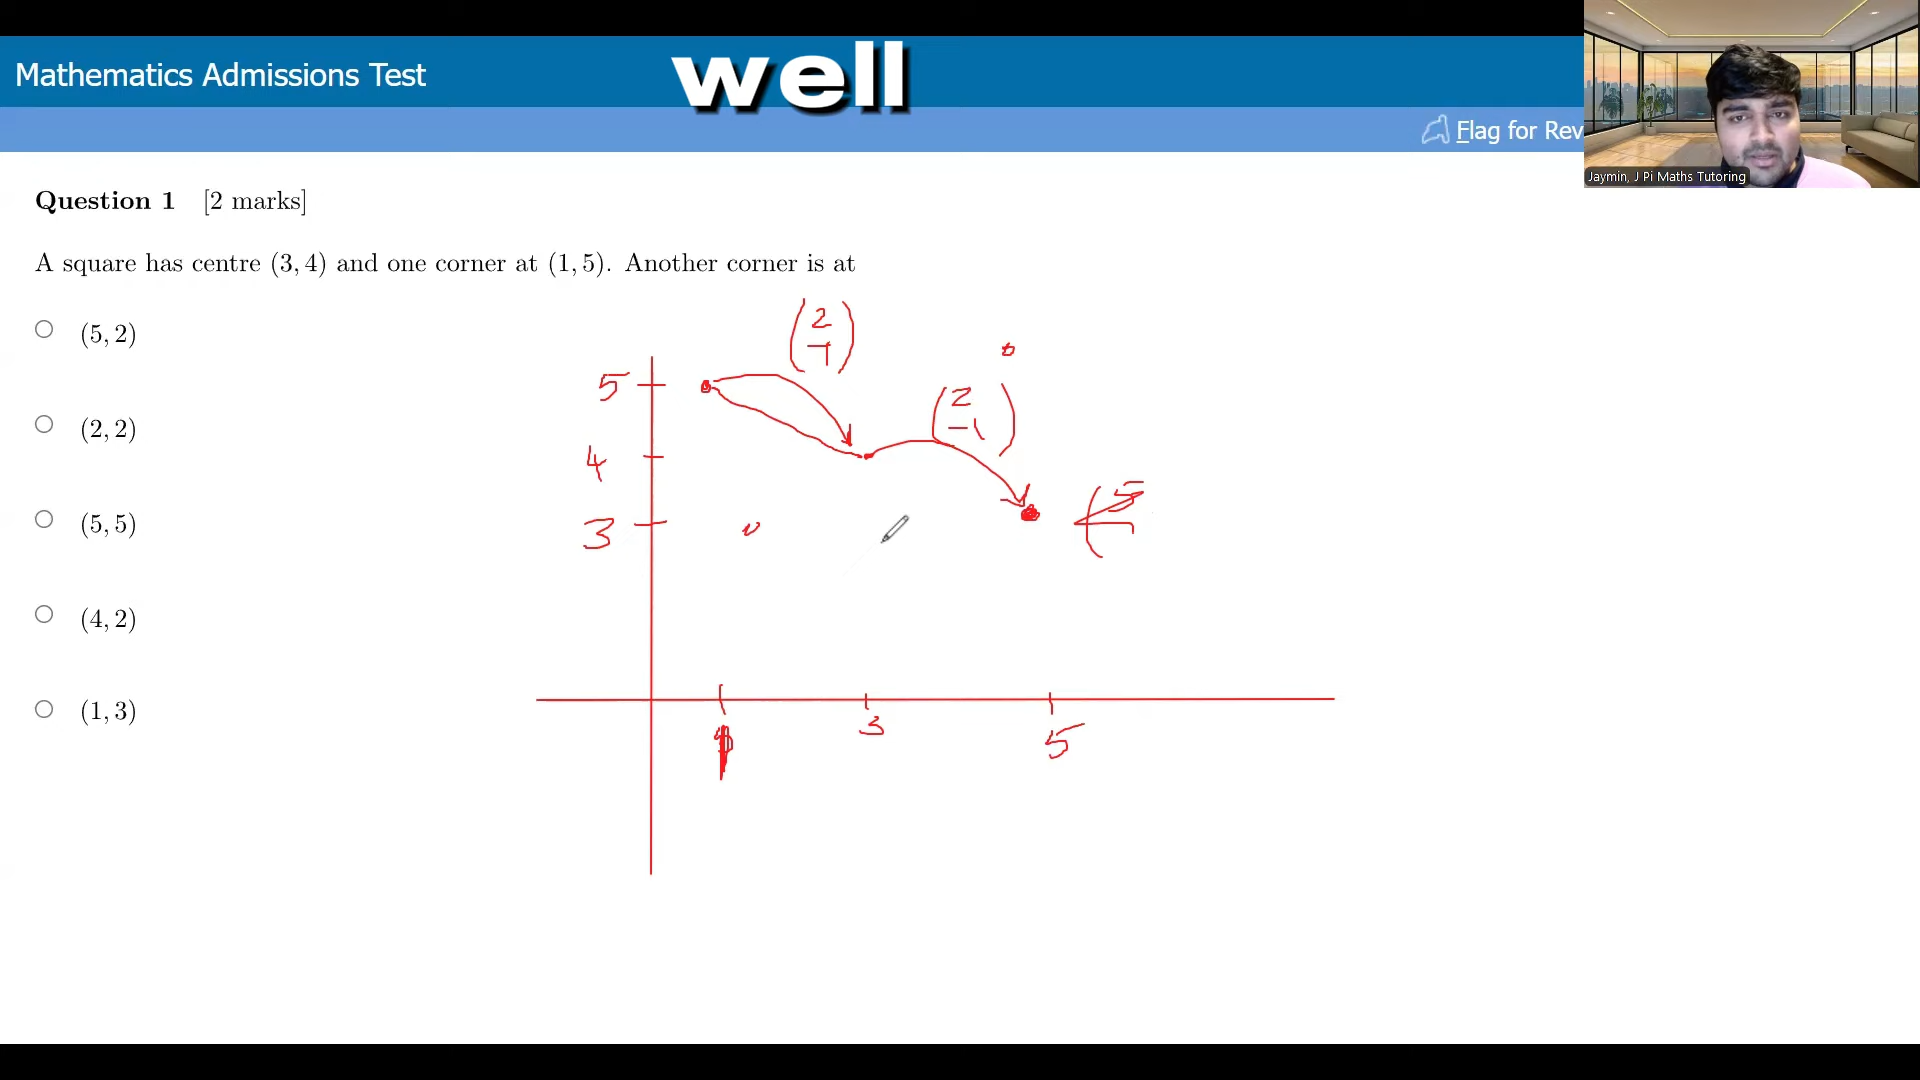 Mathematics Admissions Test
well
Flag for Rev
Jaymin, J Pi Maths Tutoring
Question 1 [2 marks]
A square has centre (3, 4) and one corner at (1, 5). Another corner is at
(5, 2)
(2, 2)
(5, 5)
(4, 2)
(1, 3)
2
-1
2
-1
5
4
3
5
3
5